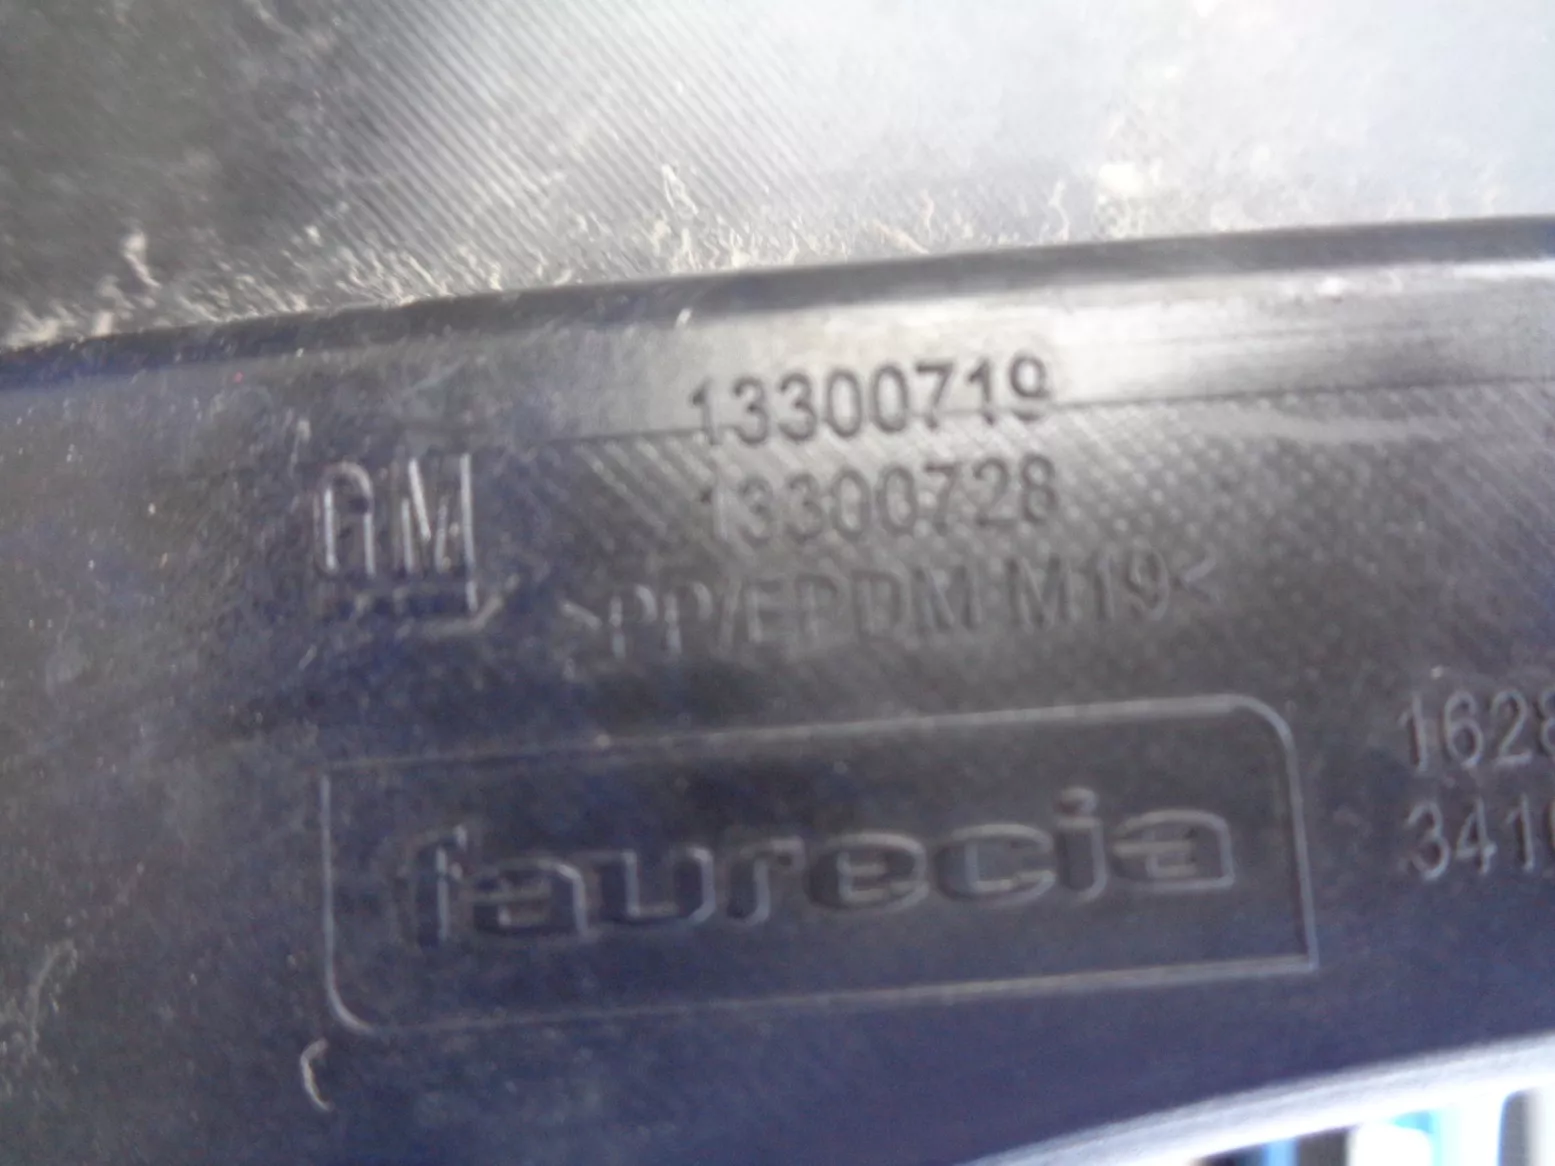 13300719
GM
13300728
>PP/EPDM M19<
1628
faurecia
341